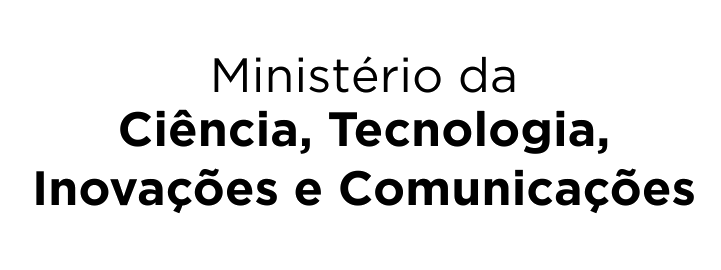 Ministério da
Ciência, Tecnologia,
Inovações e Comunicações